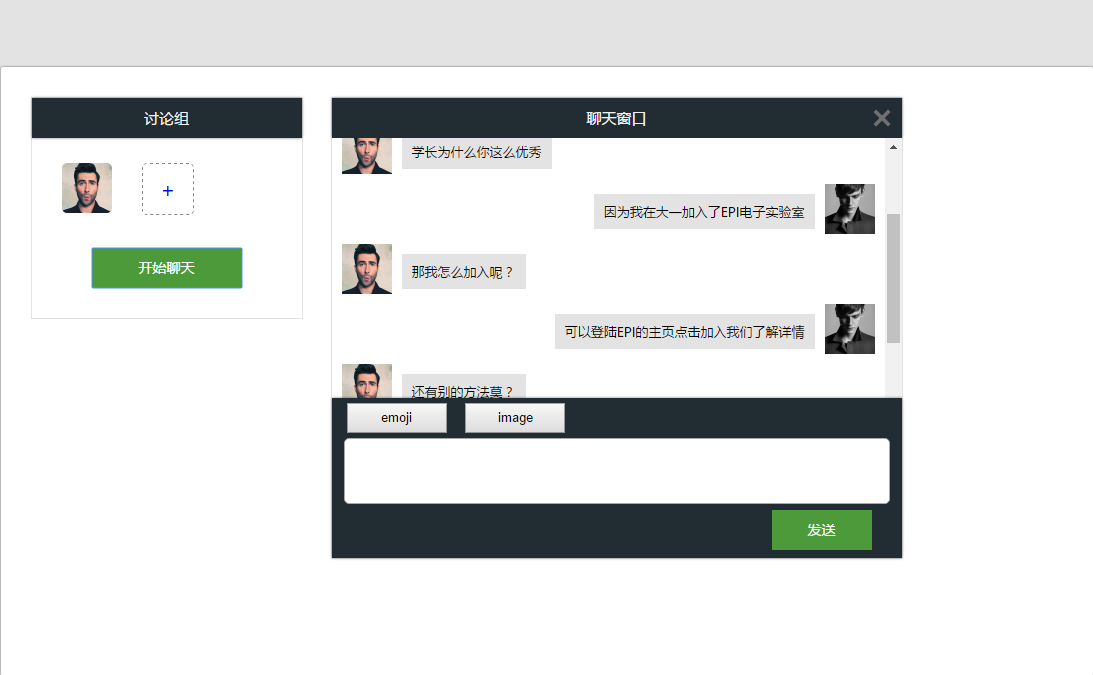 讨论组
+
开始聊天
聊天窗口
学长为什么你这么优秀
因为我在大一加入了EPI电子实验室
那我怎么加入呢？
可以登陆EPI的主页点击加入我们了解详情
还有别的方法莫？
emoji
image
发送